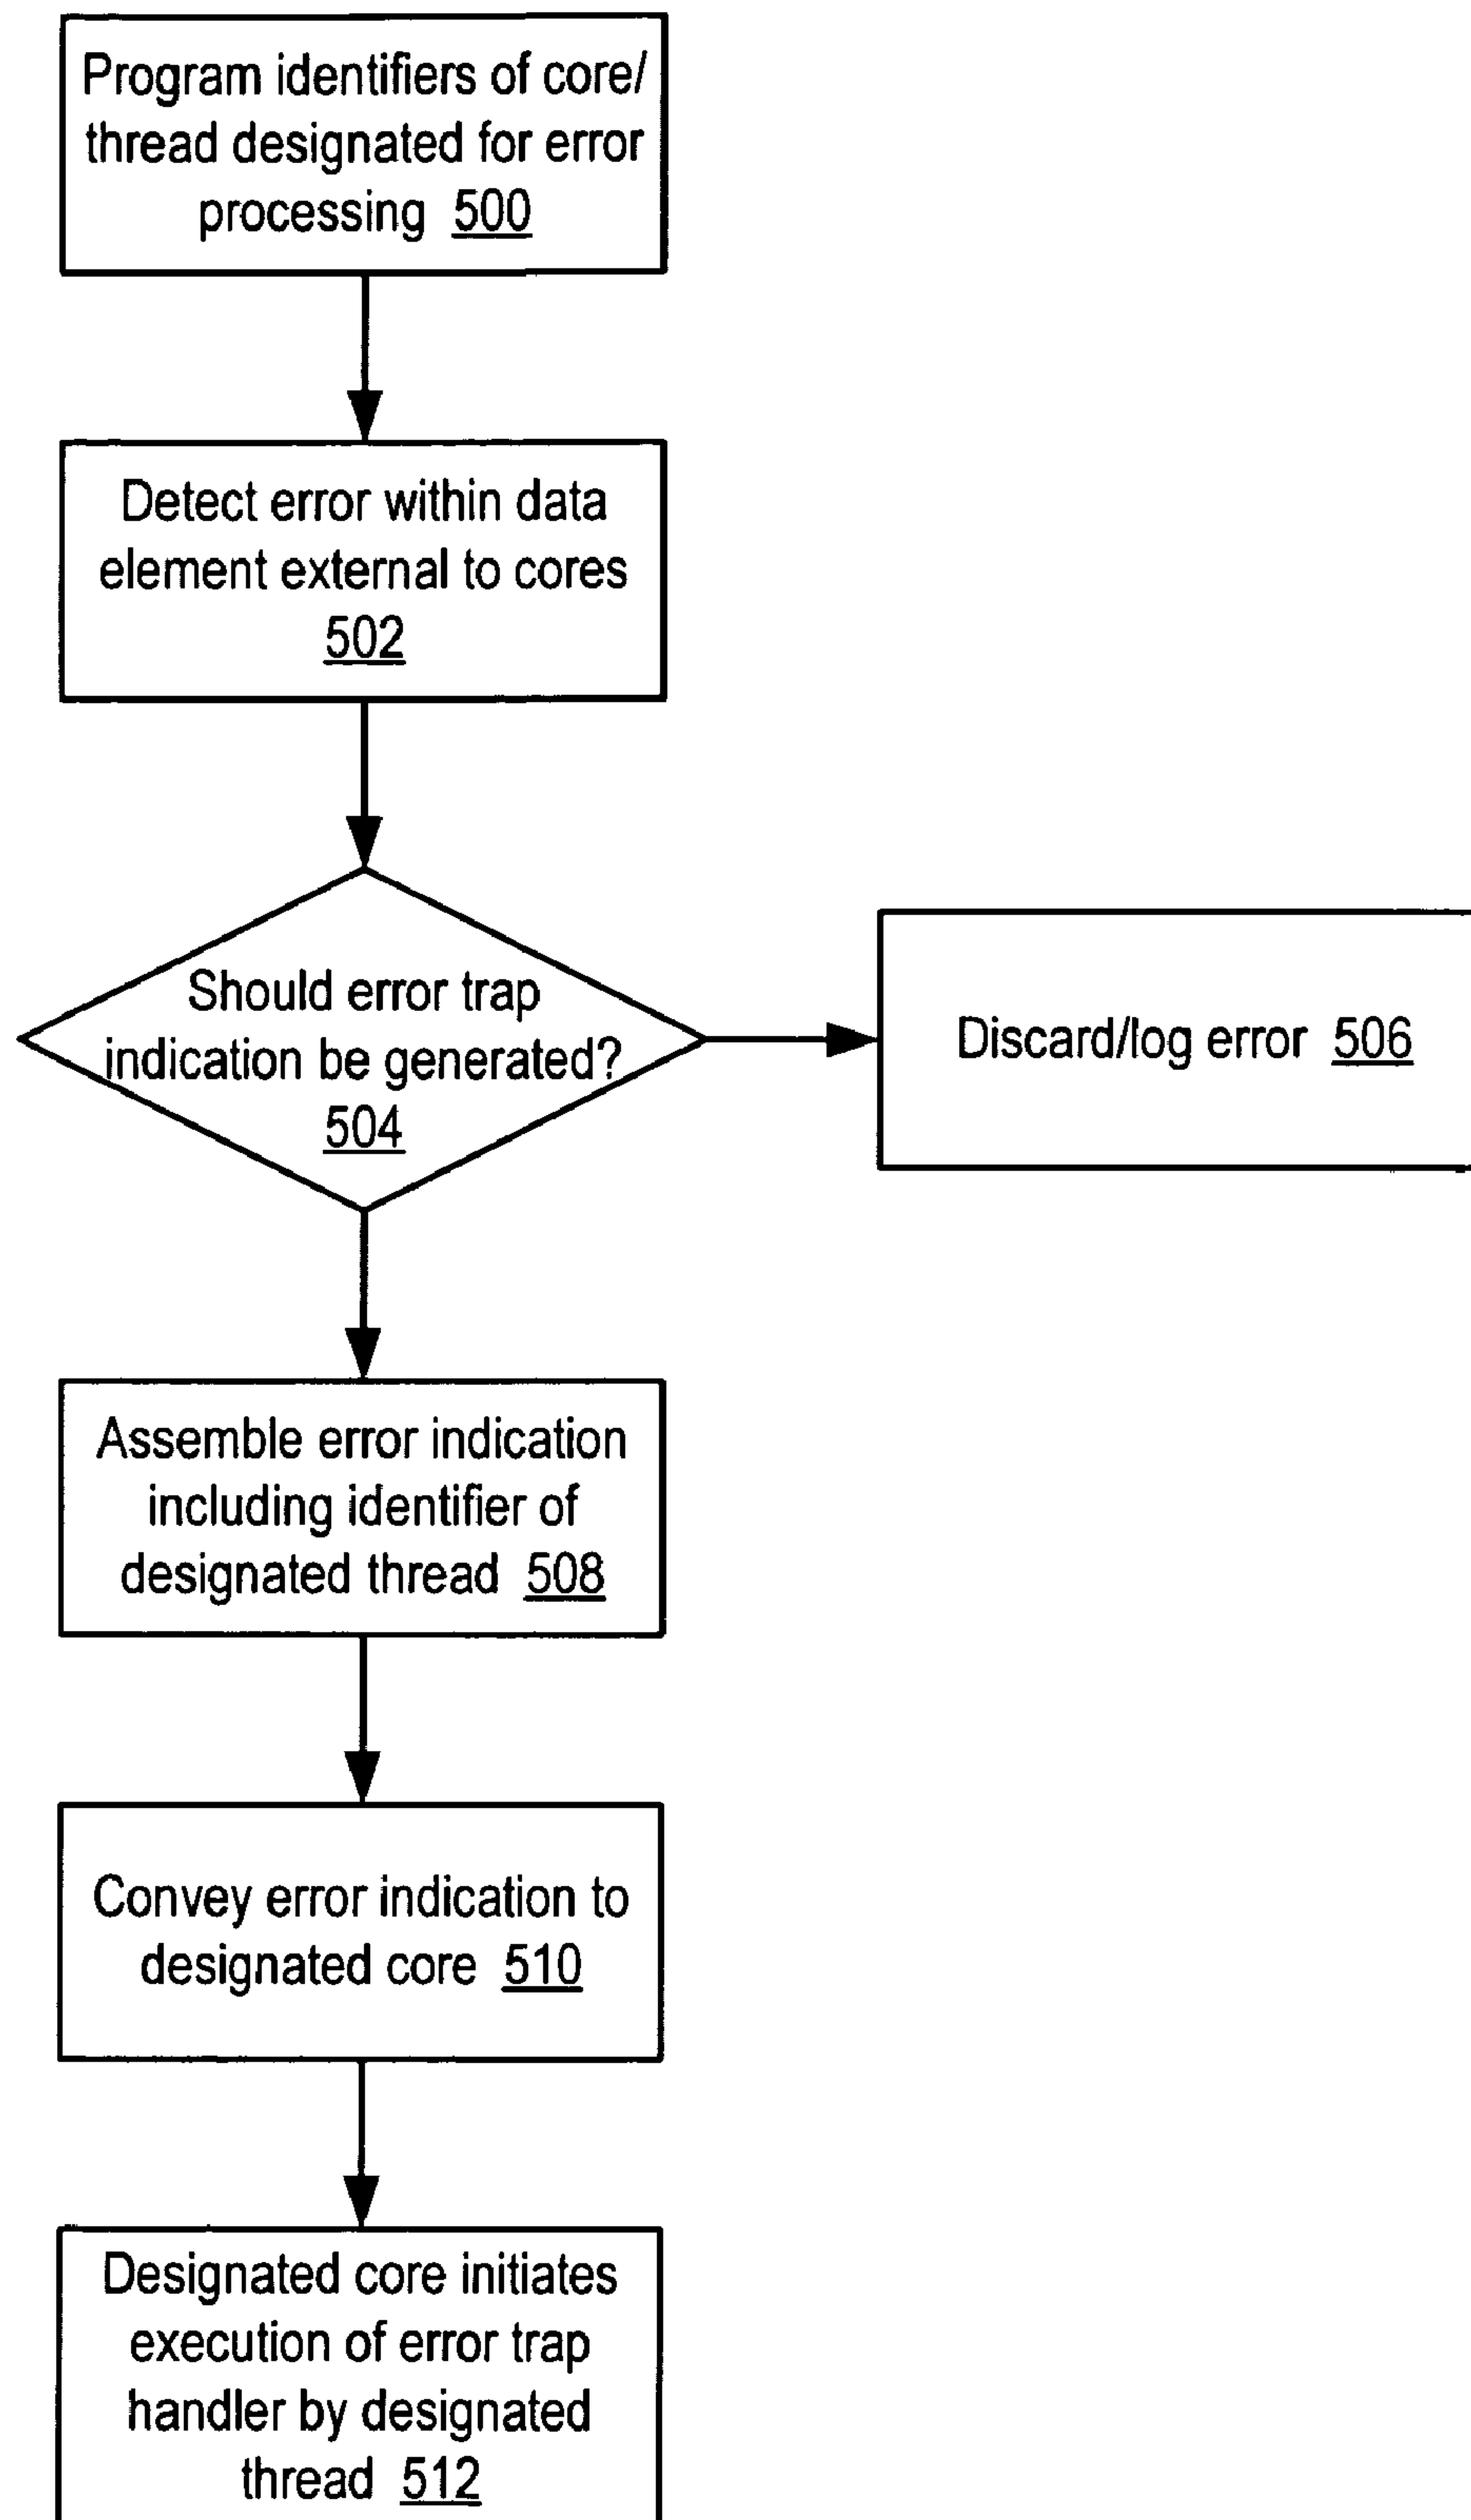 Program identifiers of core/
thread designated for error
processing 500
Detect error within data
element external to cores
502
Should error trap
indication be generated?
504
Discard/log error 506
Assemble error indication
including identifier of
designated thread 508
Convey error indication to
designated core 510
Designated core initiates
execution of error trap
handler by designated
thread 512